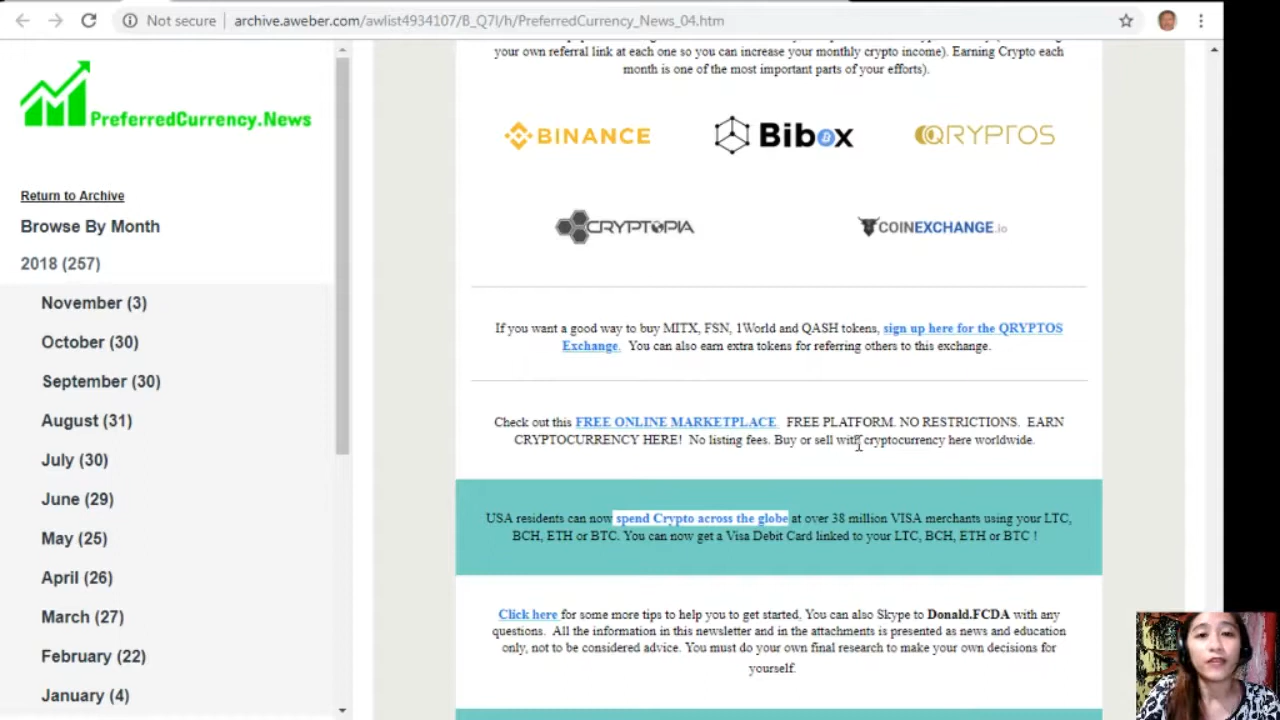 Not secure
archive.aweber.com/awlist4934107/B_Q7l/h/PreferredCurrency_News_04.htm
PreferredCurrency.News
Return to Archive
Browse By Month
2018 (257)
November (3)
October (30)
September (30)
August (31)
July (30)
June (29)
May (25)
April (26)
March (27)
February (22)
January (4)
your own referral link at each one so you can increase your monthly crypto income). Earning Crypto each
month is one of the most important parts of your efforts).
BINANCE
Bibox
QRYPTOS
CRYPTOPIA
COINEXCHANGE.io
If you want a good way to buy MITX, FSN, 1World and QASH tokens, sign up here for the QRYPTOS
Exchange. You can also earn extra tokens for referring others to this exchange.
Check out this FREE ONLINE MARKETPLACE. FREE PLATFORM. NO RESTRICTIONS. EARN
CRYPTOCURRENCY HERE! No listing fees. Buy or sell with cryptocurrency here worldwide.
USA residents can now spend Crypto across the globe at over 38 million VISA merchants using your LTC,
BCH, ETH or BTC. You can now get a Visa Debit Card linked to your LTC, BCH, ETH or BTC !
Click here for some more tips to help you to get started, You can also Skype to Donald.FCDA with any
questions. All the information in this newsletter and in the attachments is presented as news and education
only, not to be considered advice. You must do your own final research to make your own decisions for
yourself.